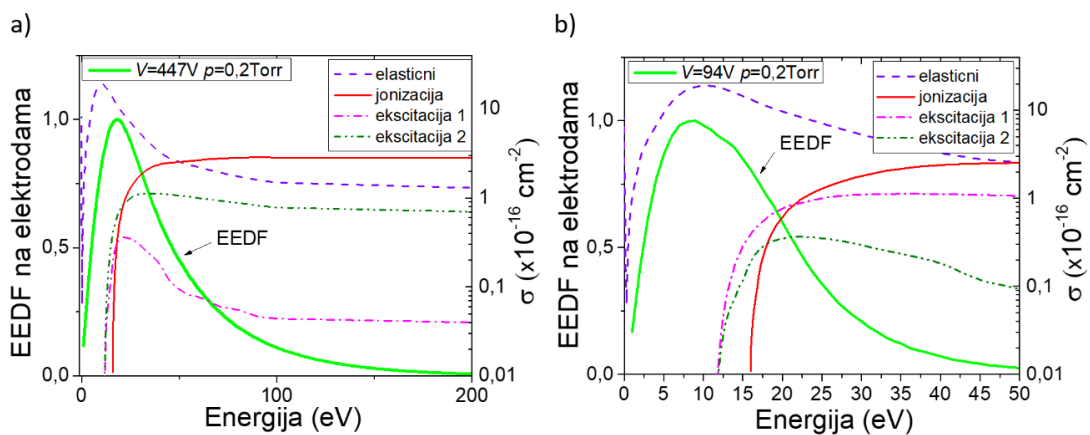 a)
V=447V p=0,2Torr
elasticni
jonizacija
ekscitacija 1
ekscitacija 2
EEDF
EEDF na elektrodama
1,0
0,5
0,0
10
1
0,1
0,01
σ (x10⁻¹⁶ cm⁻²)
0 50 100 150 200
Energija (eV)
b)
V=94V p=0,2Torr
elasticni
jonizacija
ekscitacija 1
ekscitacija 2
EEDF
EEDF na elektrodama
1,0
0,5
0,0
10
1
0,1
0,01
σ (x10⁻¹⁶ cm⁻²)
0 5 10 15 20 25 30 35 40 45 50
Energija (eV)